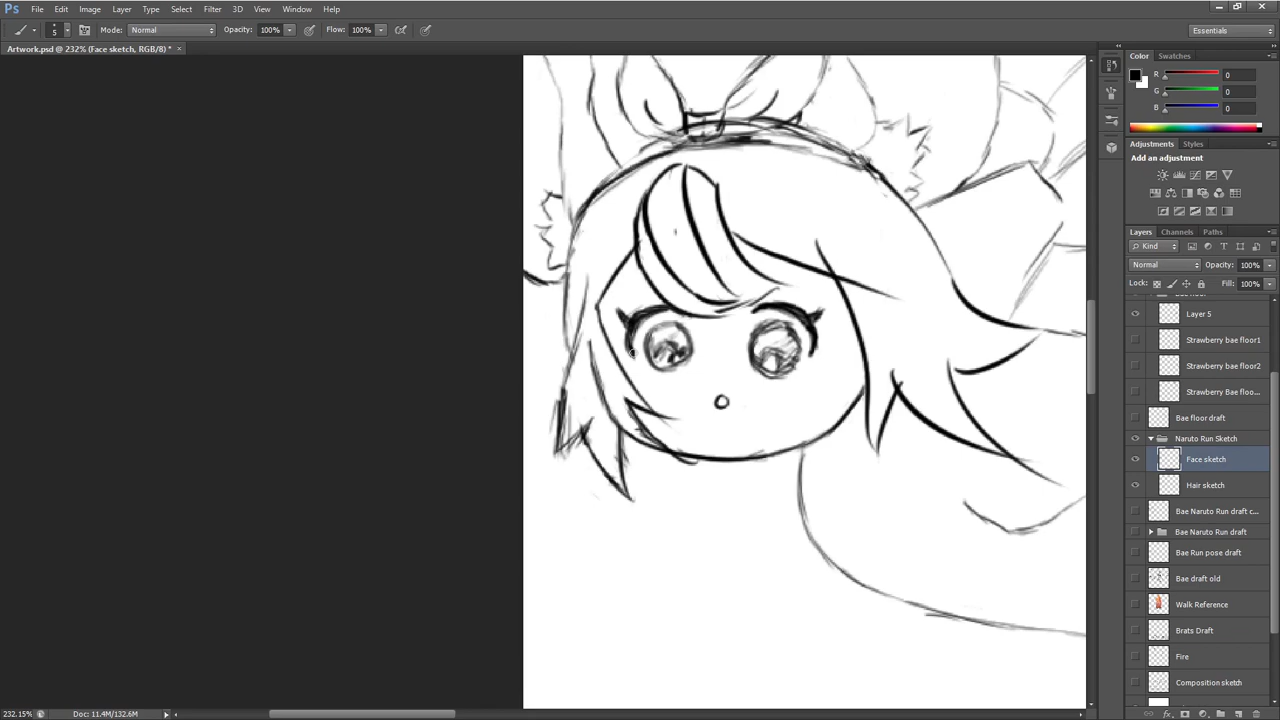 Ps File Edit Image Layer Type Select Filter 3D View Window Help
5 Mode: Normal Opacity: 100% Flow: 100% Essentials
Artwork.psd @ 232% (Face sketch, RGB/8) * ×
Color Swatches
R 0
G 0
B 0
Adjustments Styles
Add an adjustment
Layers Channels Paths
Kind
Normal Opacity: 100%
Lock: Fill: 100%
Layer 5
Strawberry bae floor1
Strawberry bae floor2
Strawberry Bae floo...
Bae floor draft
Naruto Run Sketch
Face sketch
Hair sketch
Bae Naruto Run draft c...
Bae Naruto Run draft
Bae Run pose draft
Bae draft old
Walk Reference
Brats Draft
Fire
Composition sketch
232.15% Doc: 11.4M/132.6M